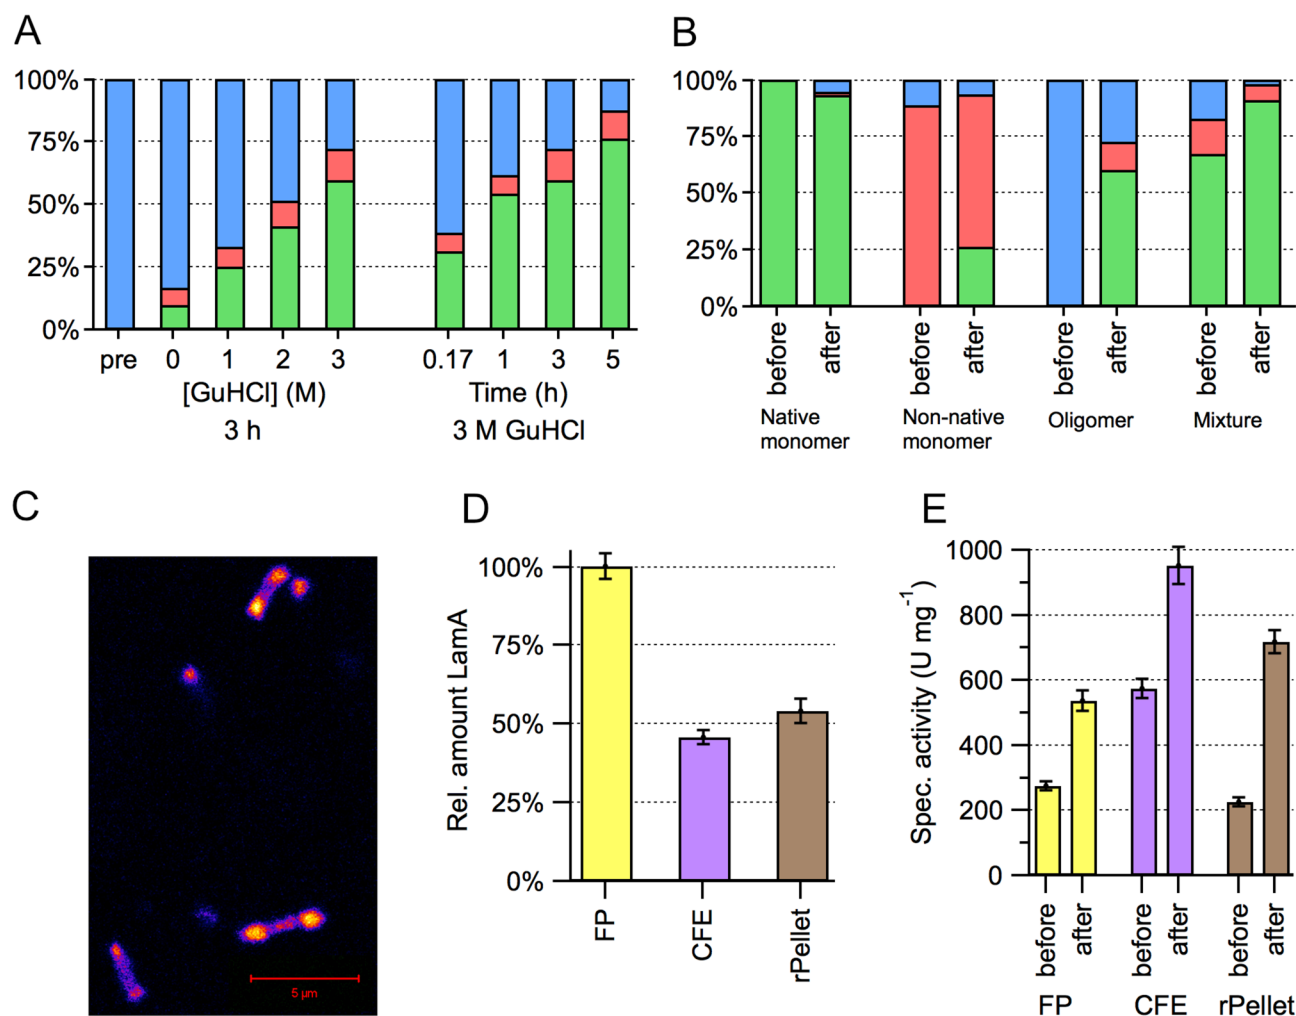 A
100%
75%
50%
25%
0%
pre 0 1 2 3 0.17 1 3 5
[GuHCl] (M) Time (h)
3 h 3 M GuHCl
B
100%
75%
50%
25%
0%
before after before after before after before after
Native monomer
Non-native monomer
Oligomer
Mixture
C
5 µm
D
Rel. amount LamA
100%
75%
50%
25%
0%
FP CFE rPellet
E
Spec. activity (U mg⁻¹)
1000
800
600
400
200
0
before after before after before after
FP CFE rPellet